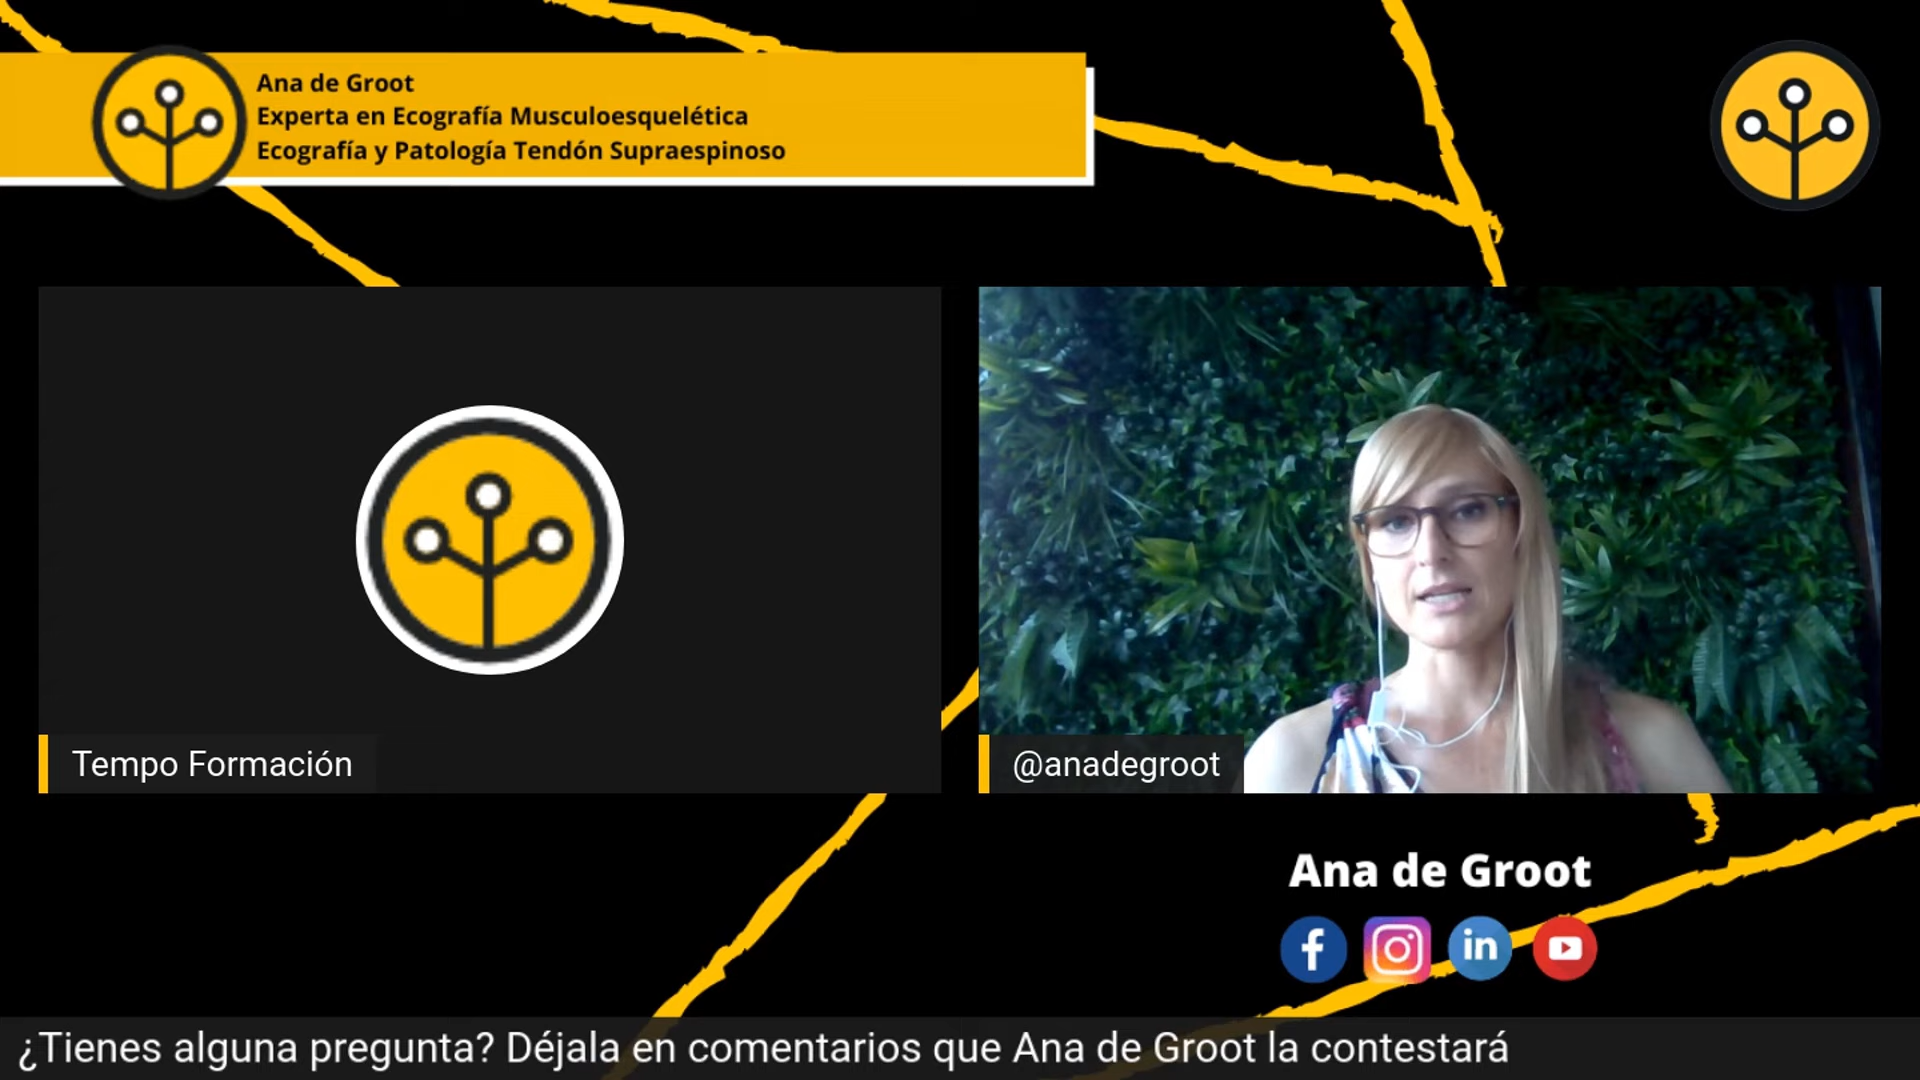 Ana de Groot
Experta en Ecografía Musculoesquelética
Ecografía y Patología Tendón Supraespinoso
Tempo Formación
@anadegroot
Ana de Groot
f
in
¿Tienes alguna pregunta? Déjala en comentarios que Ana de Groot la contestará